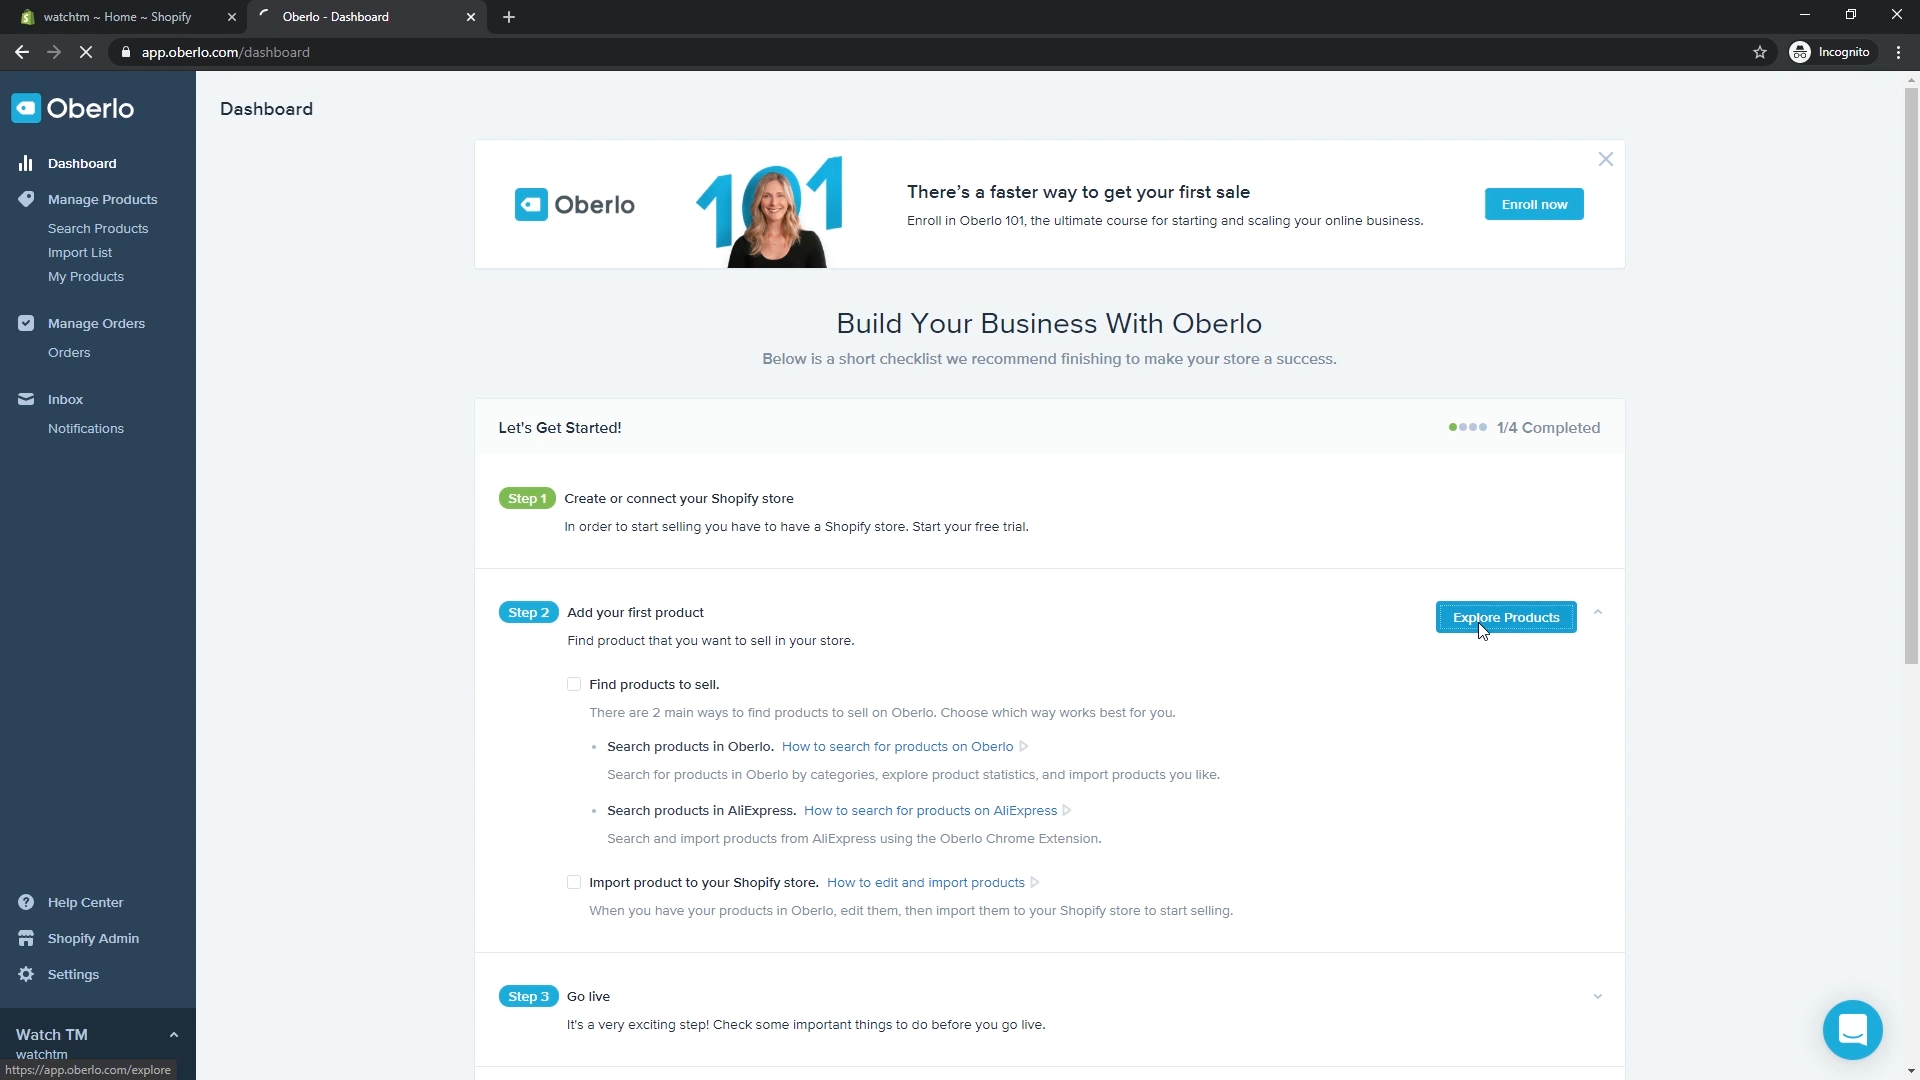 watchtm ~ Home ~ Shopify
Oberlo - Dashboard
app.oberlo.com/dashboard
Incognito
Oberlo
Dashboard
Manage Products
Search Products
Import List
My Products
Manage Orders
Orders
Inbox
Notifications
Help Center
Shopify Admin
Settings
Watch TM
watchtm
https://app.oberlo.com/explore
Dashboard
Oberlo
101
There's a faster way to get your first sale
Enroll in Oberlo 101, the ultimate course for starting and scaling your online business.
Enroll now
Build Your Business With Oberlo
Below is a short checklist we recommend finishing to make your store a success.
Let's Get Started!
1/4 Completed
Step 1 Create or connect your Shopify store
In order to start selling you have to have a Shopify store. Start your free trial.
Step 2 Add your first product
Explore Products
Find product that you want to sell in your store.
Find products to sell.
There are 2 main ways to find products to sell on Oberlo. Choose which way works best for you.
• Search products in Oberlo. How to search for products on Oberlo
Search for products in Oberlo by categories, explore product statistics, and import products you like.
• Search products in AliExpress. How to search for products on AliExpress
Search and import products from AliExpress using the Oberlo Chrome Extension.
Import product to your Shopify store. How to edit and import products
When you have your products in Oberlo, edit them, then import them to your Shopify store to start selling.
Step 3 Go live
It's a very exciting step! Check some important things to do before you go live.